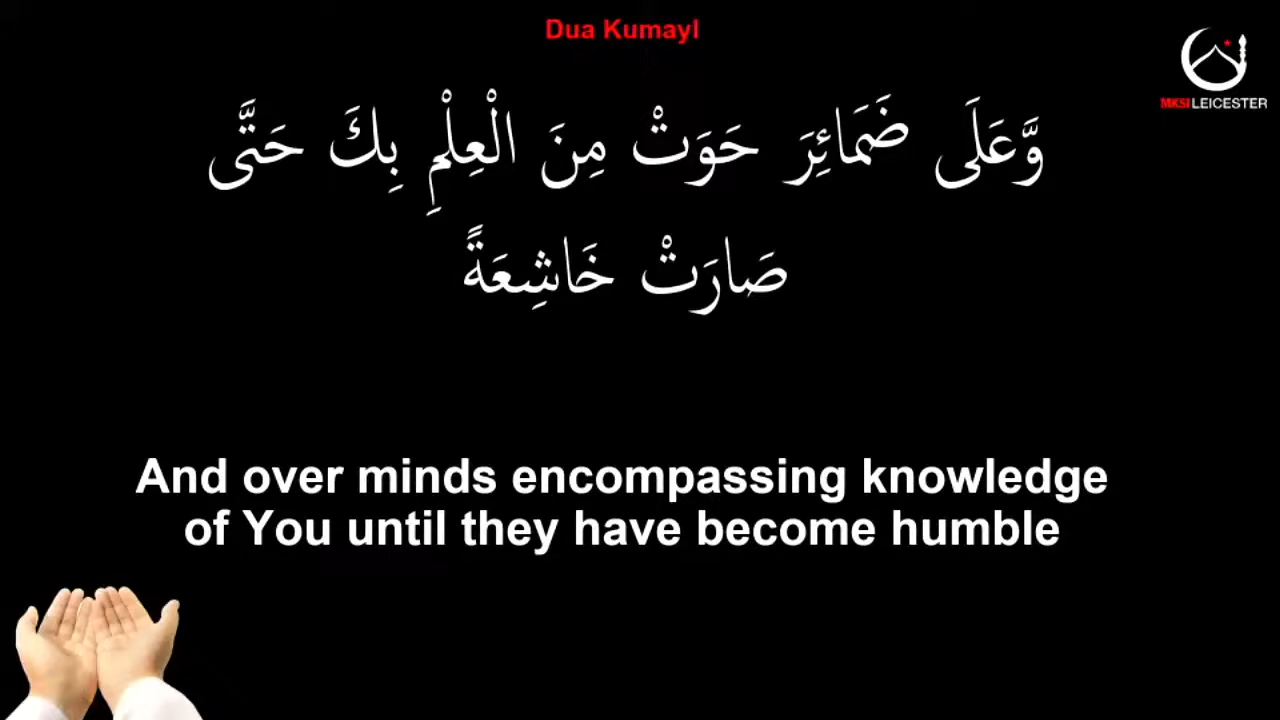 Dua Kumayl
MKSI LEICESTER
وَّعَلَى ضَمَائِرَ حَوَتْ مِنَ الْعِلْمِ بِكَ حَتَّى
صَارَتْ خَاشِعَةً
And over minds encompassing knowledge
of You until they have become humble